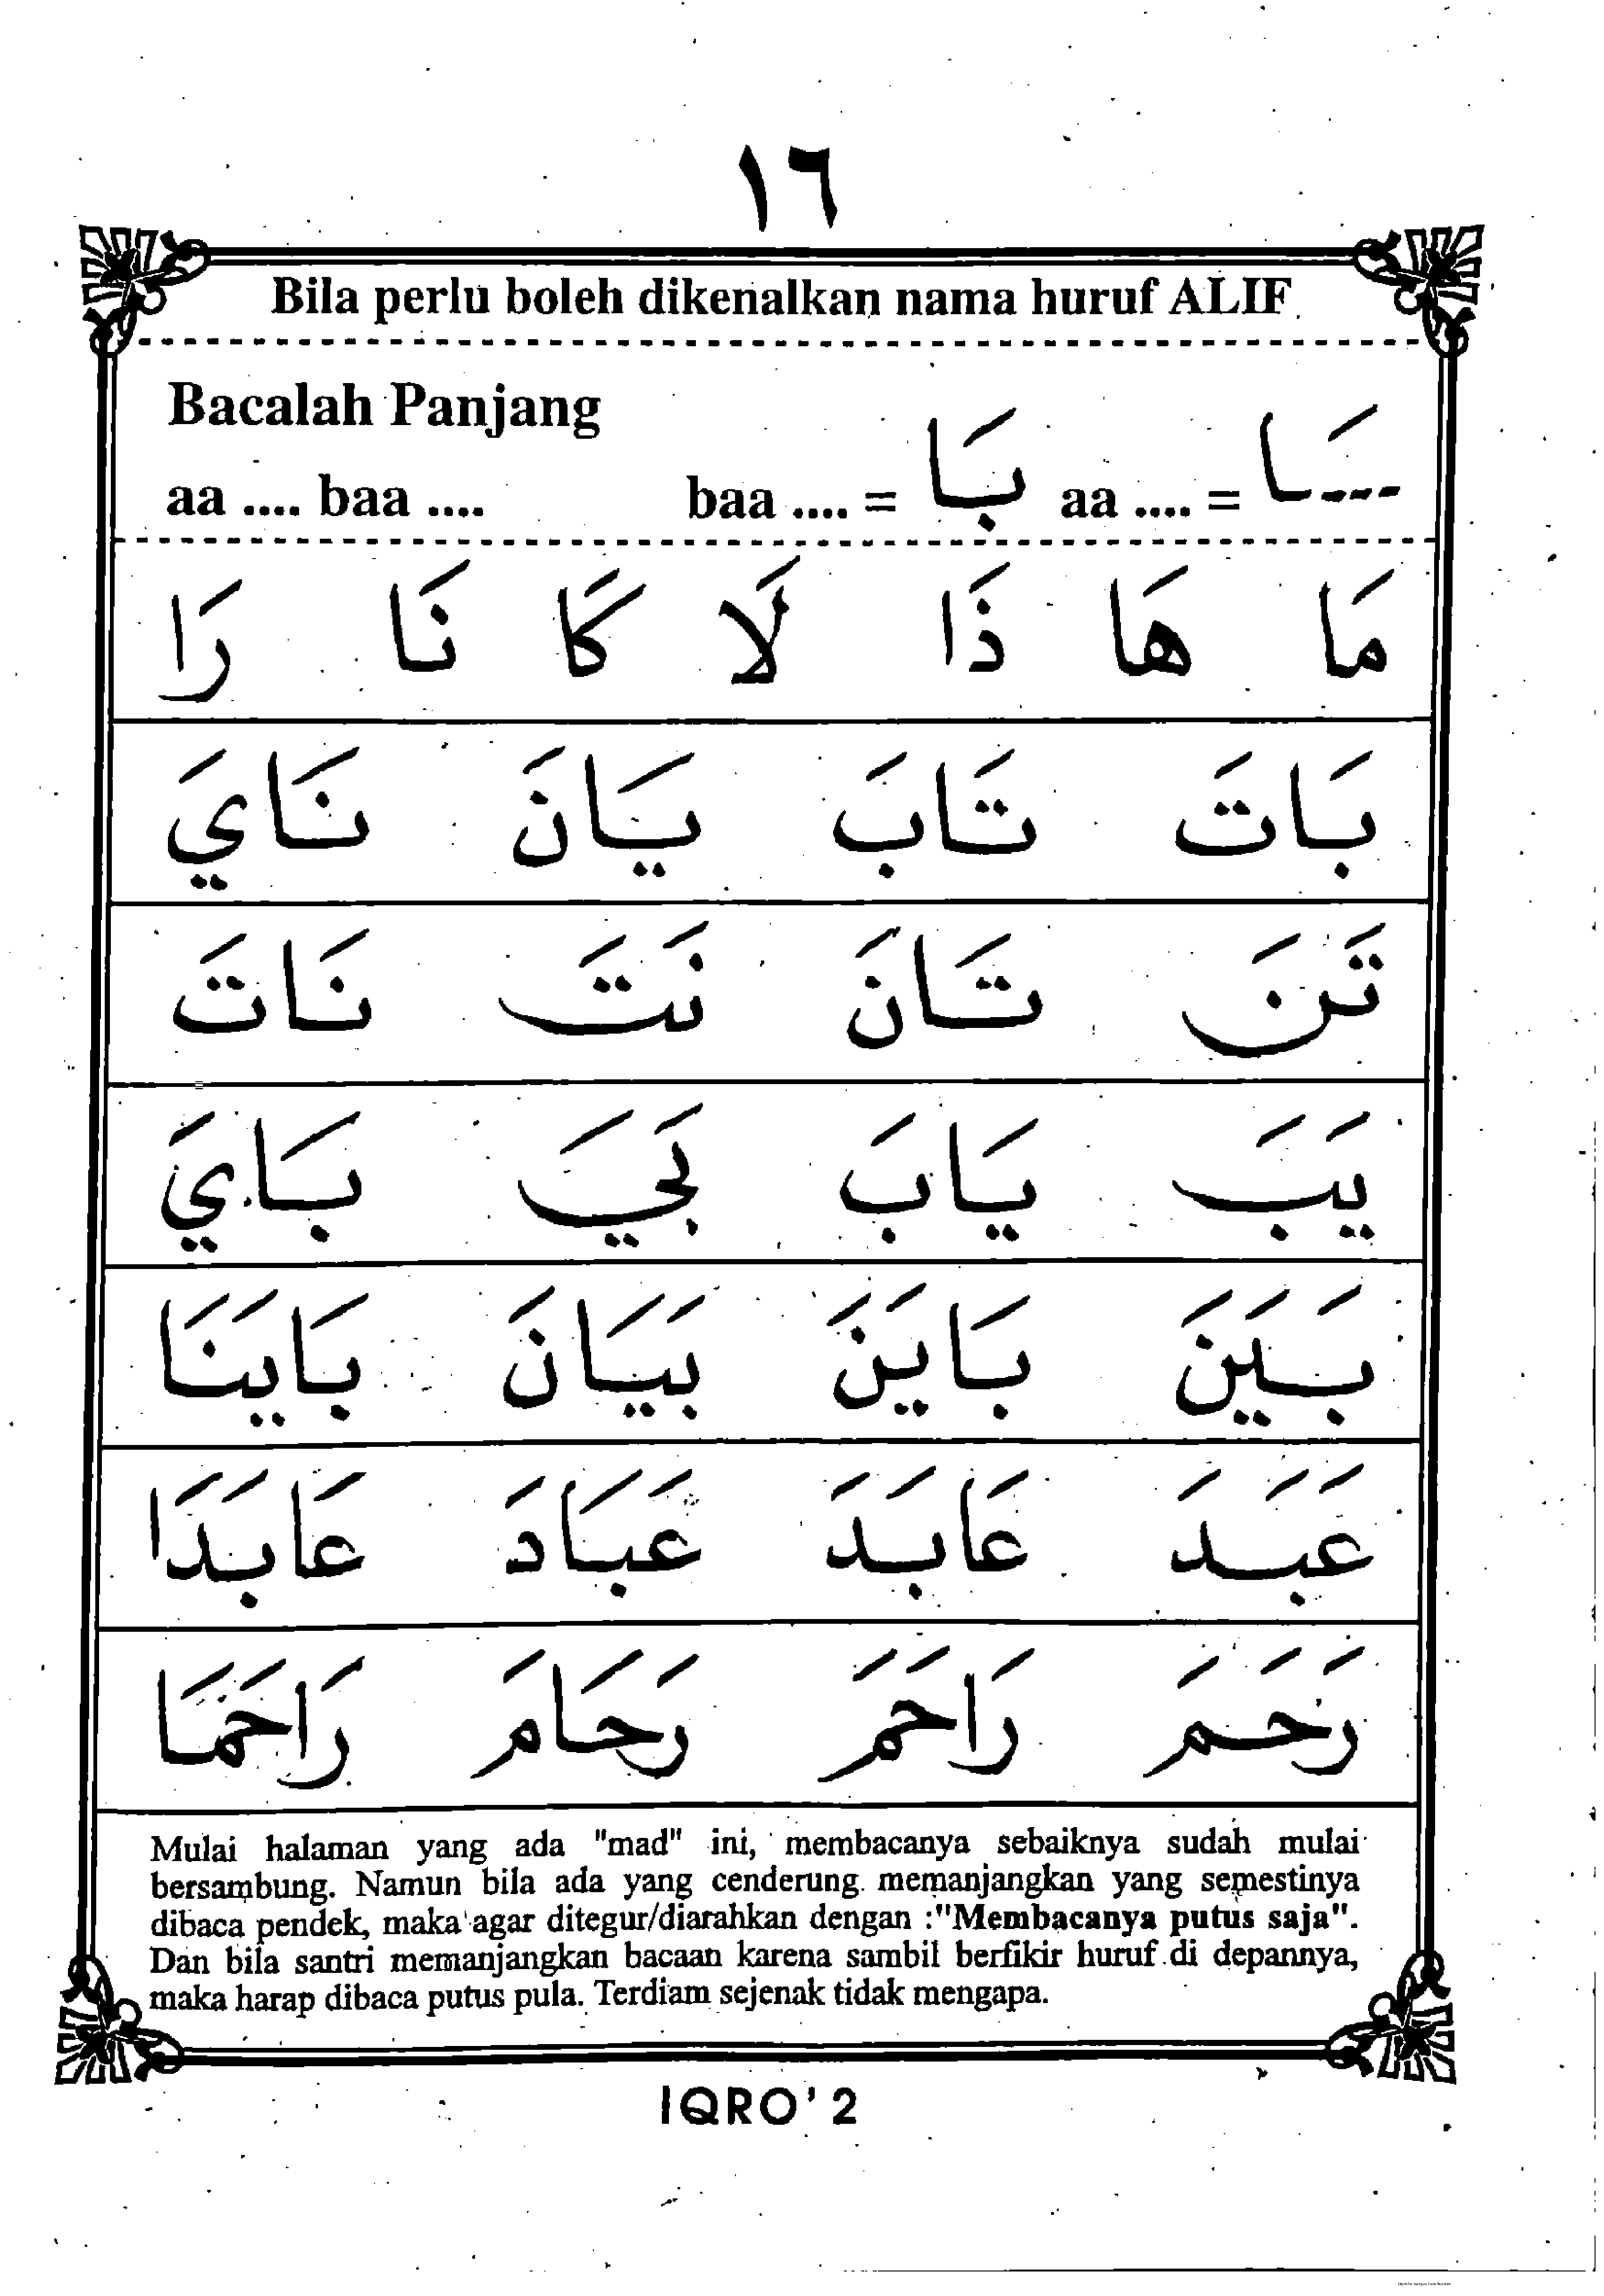 ١٦
Bila perlu boleh dikenalkan nama huruf ALIF
Bacalah Panjang
aa .... baa .... baa .... = بَا aa .... = ---َا
مَا هَا ذَا لَا كَا نَا رَا
بَاتَ تَابَ يَانَ نَايَ
تَنَ تَانَ نَتَ نَاتَ
يَبَ يَابَ بَيَ بَايَ
بَيَنَ بَايَنَ بَيَانَ بَايَنَا
عَبَدَ عَابَدَ عَبَادَ عَابَدَا
رَحَمَ رَاحَمَ رَحَامَ رَاحَمَا
Mulai halaman yang ada "mad" ini, membacanya sebaiknya sudah mulai
bersambung. Namun bila ada yang cenderung memanjangkan yang semestinya
dibaca pendek, maka agar ditegur/diarahkan dengan :"Membacanya putus saja".
Dan bila santri memanjangkan bacaan karena sambil berfikir huruf di depannya,
maka harap dibaca putus pula. Terdiam sejenak tidak mengapa.
IQRO' 2